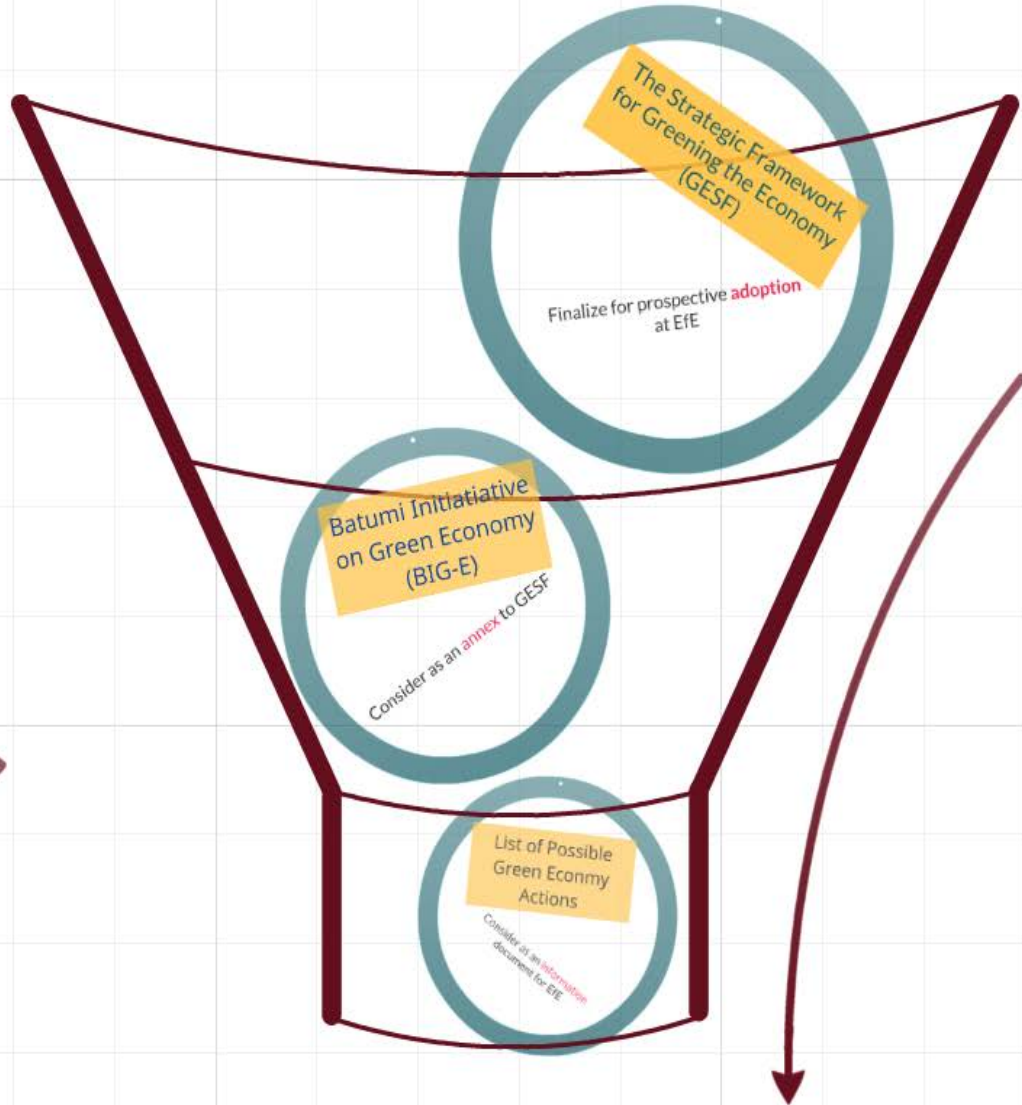 The Strategic Framework
for Greening the Economy
(GESF)
Finalize for prospective adoption
at EfE
Batumi Initiatiative
on Green Economy
(BIG-E)
Consider as an annex to GESF
List of Possible
Green Econmy
Actions
Consider as an information
document for EfE